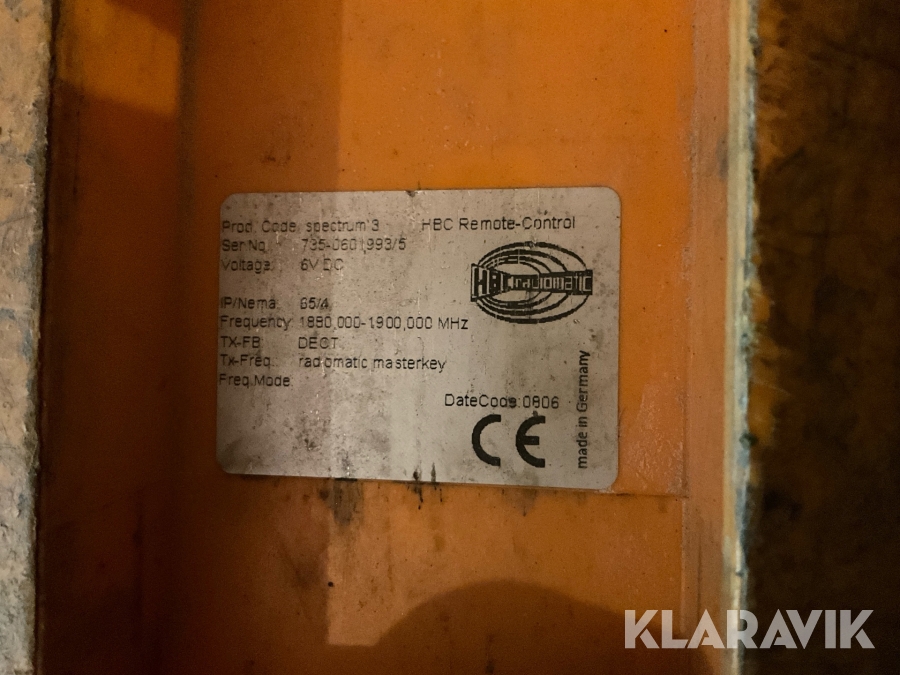 Prod. Code: spectrum 3 HBC Remote-Control
Ser No.: 735-0601993/5
Voltage: 6V DC
HBC radiomatic
IP/Nema: 65/4
Frequency: 1880,000-1900,000 MHz
TX-FB: DECT
Tx-Freq.: radiomatic masterkey
Freq.Mode:
DateCode:0806
CE
made in Germany
KLARAVIK